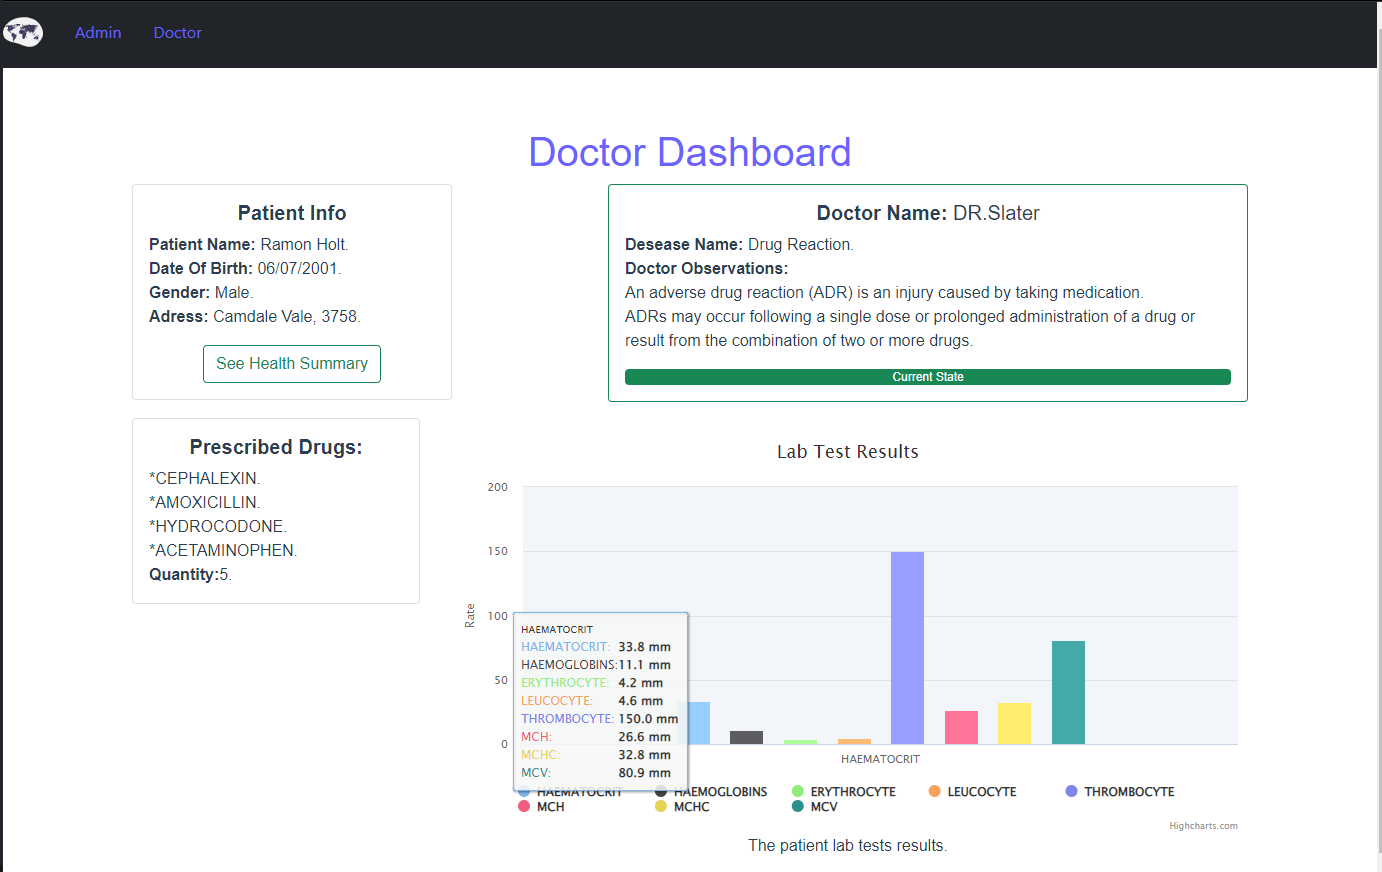 Admin Doctor
Doctor Dashboard
Patient Info
Patient Name: Ramon Holt.
Date Of Birth: 06/07/2001.
Gender: Male.
Adress: Camdale Vale, 3758.
See Health Summary
Doctor Name: DR.Slater
Desease Name: Drug Reaction.
Doctor Observations:
An adverse drug reaction (ADR) is an injury caused by taking medication.
ADRs may occur following a single dose or prolonged administration of a drug or
result from the combination of two or more drugs.
Current State
Prescribed Drugs:
*CEPHALEXIN.
*AMOXICILLIN.
*HYDROCODONE.
*ACETAMINOPHEN.
Quantity:5.
Lab Test Results
200
150
100
50
0
Rate
HAEMATOCRIT
HAEMATOCRIT: 33.8 mm
HAEMOGLOBINS:11.1 mm
ERYTHROCYTE: 4.2 mm
LEUCOCYTE: 4.6 mm
THROMBOCYTE: 150.0 mm
MCH: 26.6 mm
MCHC: 32.8 mm
MCV: 80.9 mm
HAEMATOCRIT
HAEMATOCRIT HAEMOGLOBINS ERYTHROCYTE LEUCOCYTE THROMBOCYTE
MCH MCHC MCV
Highcharts.com
The patient lab tests results.